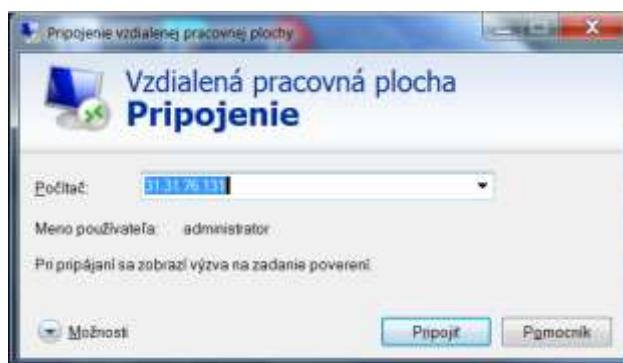 Pripojenie vzdialenej pracovnej plochy
Vzdialená pracovná plocha
Pripojenie
Počítač: 31.31.76.131
Meno používateľa: administrator
Pri pripájaní sa zobrazí výzva na zadanie poverení.
Možnosti Pripojiť Pomocník